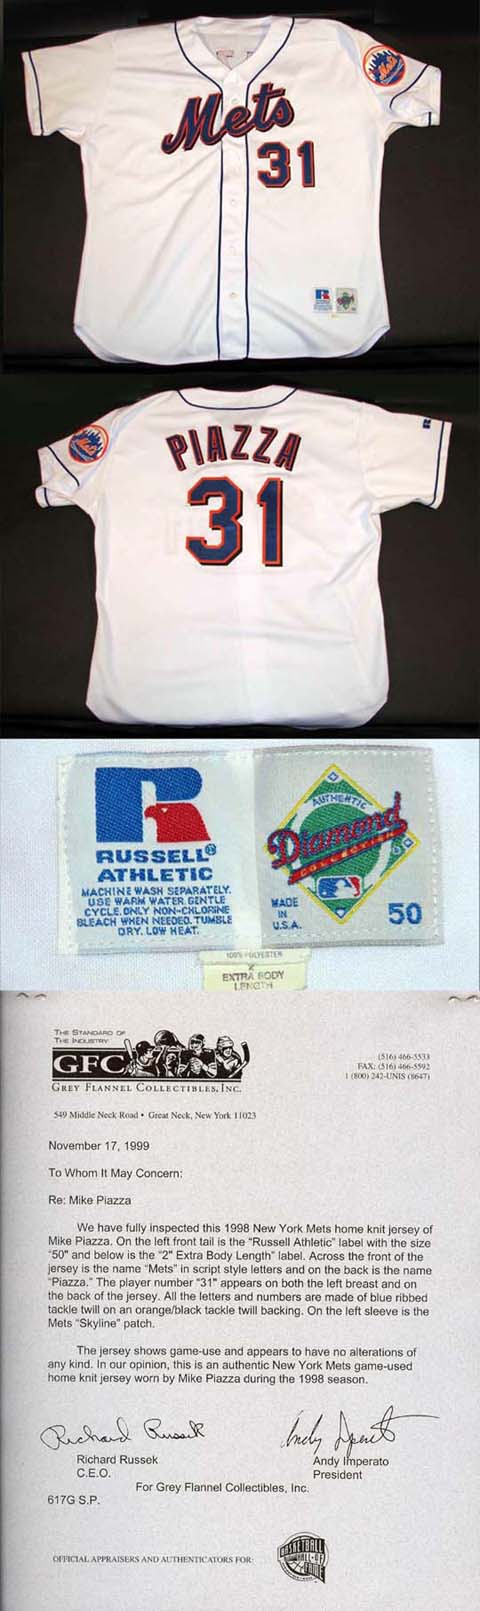 Mets
Mets
31
PIAZZA
Mets
31
RUSSELL®
ATHLETIC
MACHINE WASH SEPARATELY.
USE WARM WATER. GENTLE
CYCLE. ONLY NON-CHLORINE
BLEACH WHEN NEEDED. TUMBLE
DRY. LOW HEAT.
AUTHENTIC
Diamond
COLLECTION
MADE
IN
U.S.A.
50
100% POLYESTER
EXTRA BODY
LENGTH
THE STANDARD OF
THE INDUSTRY
GFC
GREY FLANNEL COLLECTIBLES, INC.
(516) 466-5533
FAX: (516) 466-5592
1 (800) 242-UNIS (8647)
549 Middle Neck Road • Great Neck, New York 11023
November 17, 1999
To Whom It May Concern:
Re: Mike Piazza
We have fully inspected this 1998 New York Mets home knit jersey of
Mike Piazza. On the left front tail is the "Russell Athletic" label with the size
"50" and below is the "2" Extra Body Length" label. Across the front of the
jersey is the name "Mets" in script style letters and on the back is the name
"Piazza." The player number "31" appears on both the left breast and on
the back of the jersey. All the letters and numbers are made of blue ribbed
tackle twill on an orange/black tackle twill backing. On the left sleeve is the
Mets "Skyline" patch.
The jersey shows game-use and appears to have no alterations of
any kind. In our opinion, this is an authentic New York Mets game-used
home knit jersey worn by Mike Piazza during the 1998 season.
Richard Russek
Andy Imperato
Richard Russek
Andy Imperato
C.E.O.
President
For Grey Flannel Collectibles, Inc.
617G S.P.
OFFICIAL APPRAISERS AND AUTHENTICATORS FOR:
BASKETBALL
HALL OF
FAME